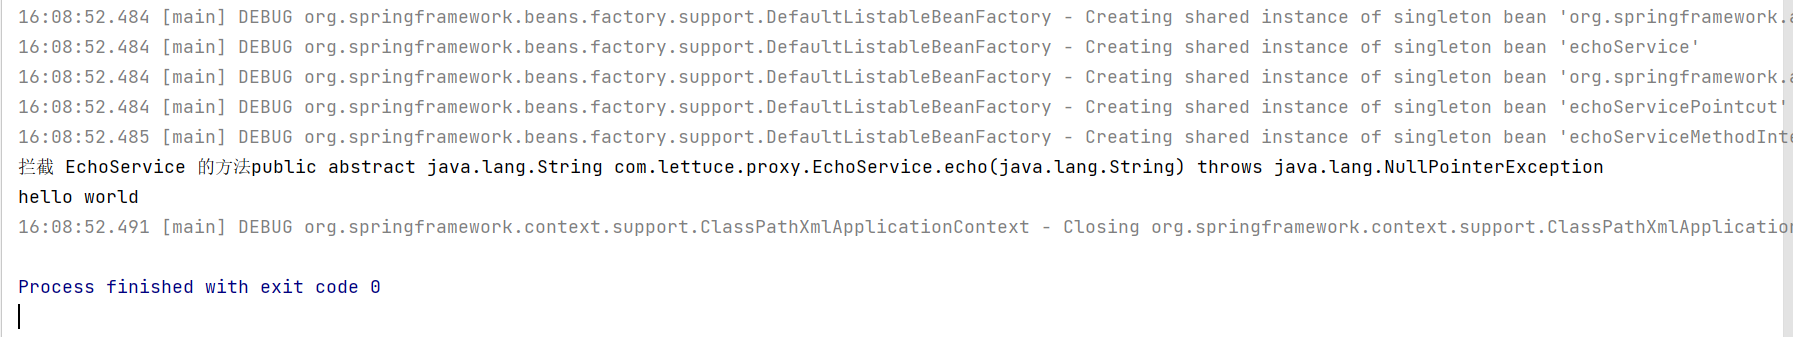 16:08:52.484 [main] DEBUG org.springframework.beans.factory.support.DefaultListableBeanFactory - Creating shared instance of singleton bean 'org.springframework.a
16:08:52.484 [main] DEBUG org.springframework.beans.factory.support.DefaultListableBeanFactory - Creating shared instance of singleton bean 'echoService'
16:08:52.484 [main] DEBUG org.springframework.beans.factory.support.DefaultListableBeanFactory - Creating shared instance of singleton bean 'org.springframework.a
16:08:52.484 [main] DEBUG org.springframework.beans.factory.support.DefaultListableBeanFactory - Creating shared instance of singleton bean 'echoServicePointcut'
16:08:52.485 [main] DEBUG org.springframework.beans.factory.support.DefaultListableBeanFactory - Creating shared instance of singleton bean 'echoServiceMethodInte
拦截 EchoService 的方法public abstract java.lang.String com.lettuce.proxy.EchoService.echo(java.lang.String) throws java.lang.NullPointerException
hello world
16:08:52.491 [main] DEBUG org.springframework.context.support.ClassPathXmlApplicationContext - Closing org.springframework.context.support.ClassPathXmlApplication
Process finished with exit code 0